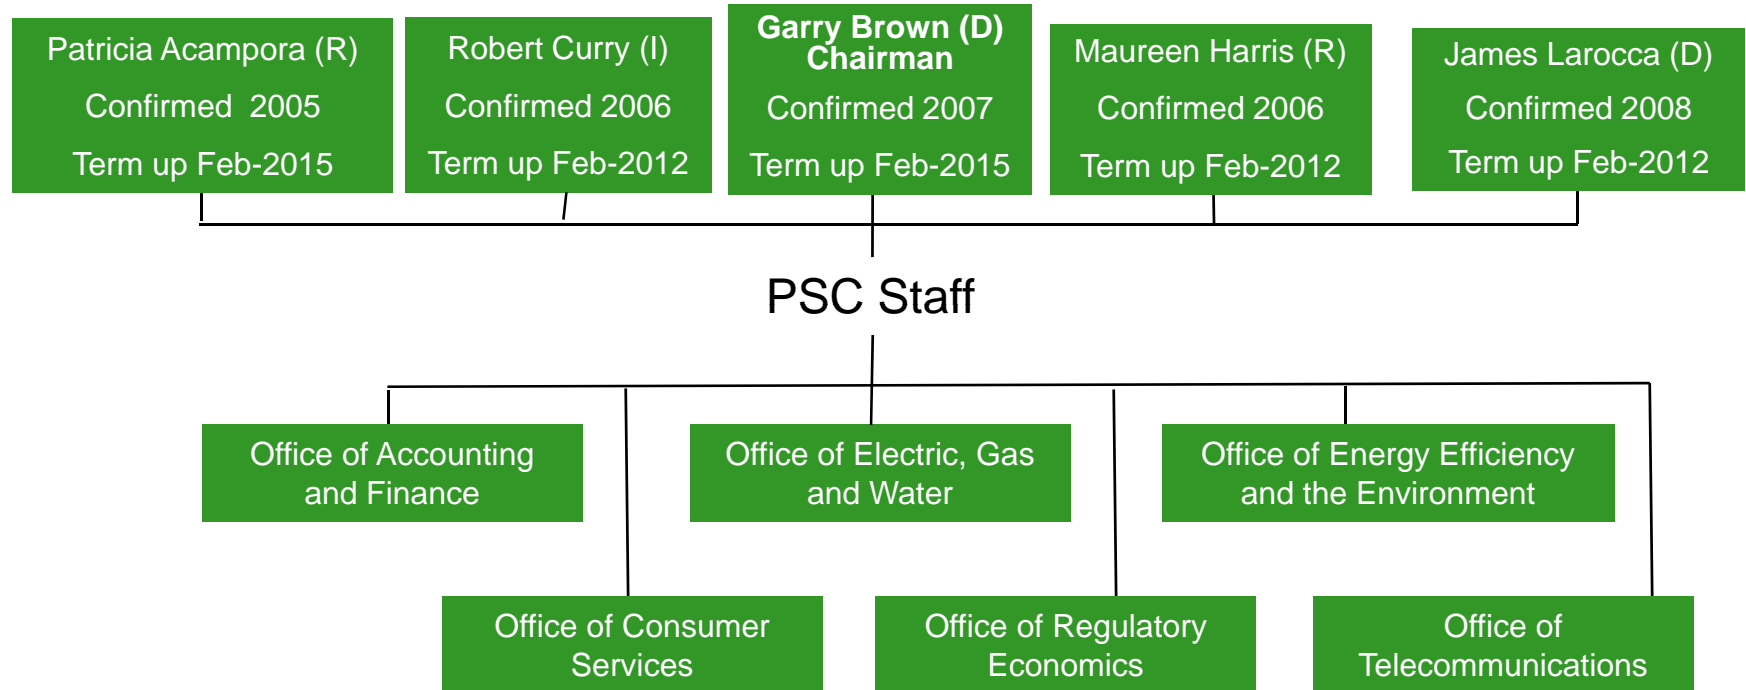 Patricia Acampora (R)
Confirmed 2005
Term up Feb-2015
Robert Curry (I)
Confirmed 2006
Term up Feb-2012
Garry Brown (D)
Chairman
Confirmed 2007
Term up Feb-2015
Maureen Harris (R)
Confirmed 2006
Term up Feb-2012
James Larocca (D)
Confirmed 2008
Term up Feb-2012
PSC Staff
Office of Accounting
and Finance
Office of Electric, Gas
and Water
Office of Energy Efficiency
and the Environment
Office of Consumer
Services
Office of Regulatory
Economics
Office of
Telecommunications